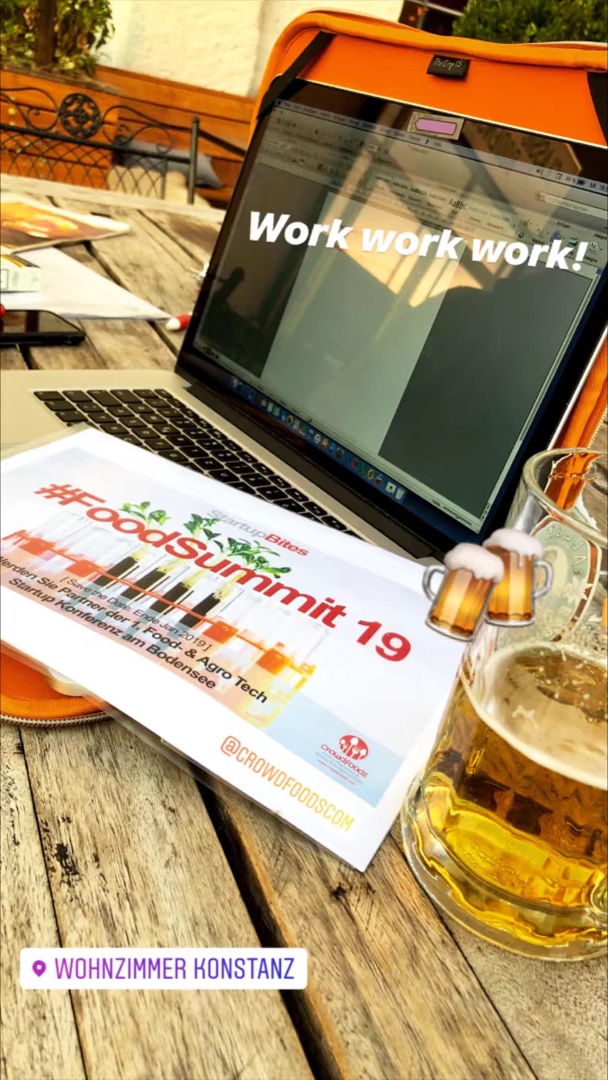 Work work work!
StartupBites
#FoodSummit 19
[ Save the Date: Ende Juni 2019 ]
Werden Sie Partner der 1. Food- & Agro Tech
Startup Konferenz am Bodensee
crowdfoods
@CROWDFOODSCOM
WOHNZIMMER KONSTANZ